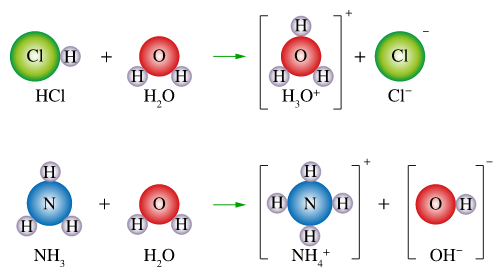 H
Cl H + O → O + Cl
H H H H
HCl H₂O H₃O⁺ Cl⁻
+ −
H H
N + O → H N H + O H
H H H H H
NH₃ H₂O NH₄⁺ OH⁻
+ −